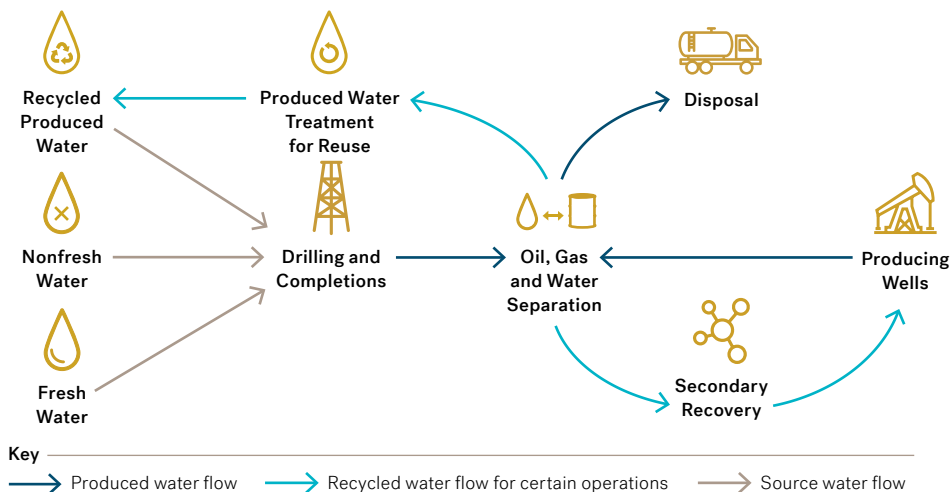 Recycled
Produced
Water
Produced Water
Treatment
for Reuse
Disposal
Nonfresh
Water
Drilling and
Completions
Oil, Gas
and Water
Separation
Producing
Wells
Fresh
Water
Secondary
Recovery
Key
Produced water flow
Recycled water flow for certain operations
Source water flow